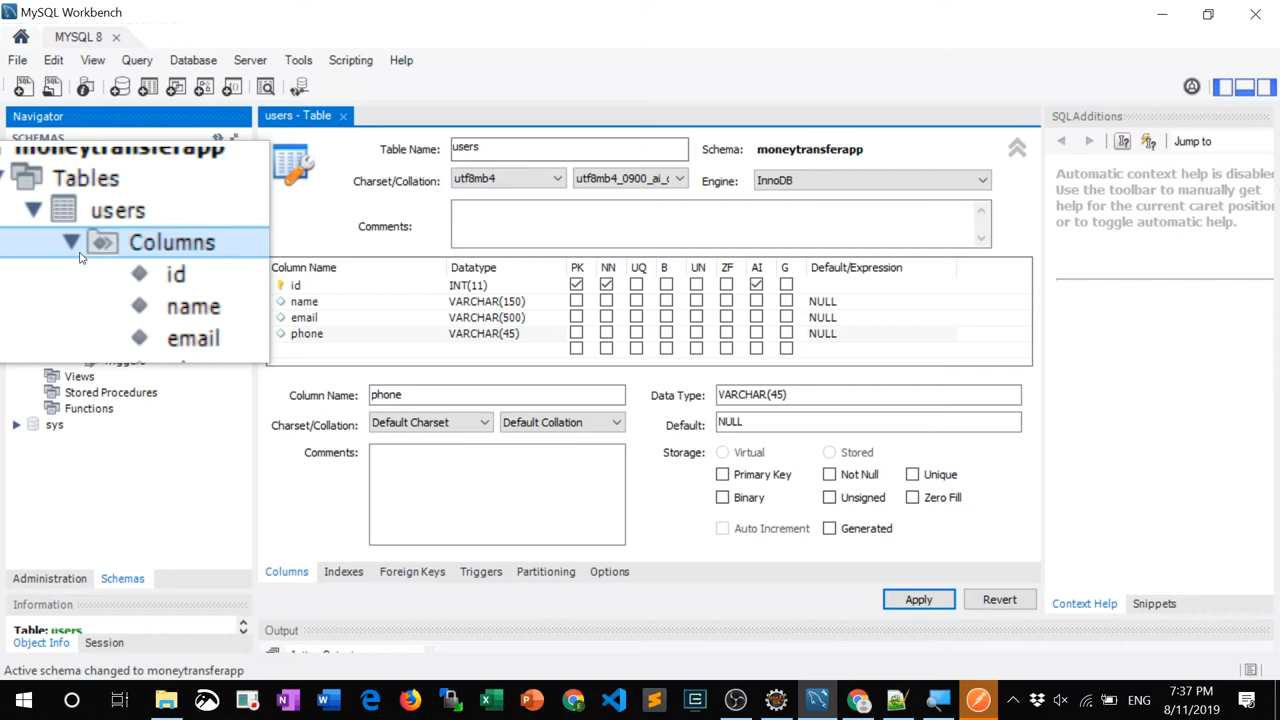 MySQL Workbench
MYSQL 8
File Edit View Query Database Server Tools Scripting Help
Navigator
SCHEMAS
moneytransferapp
Tables
users
Columns
id
name
email
Views
Stored Procedures
Functions
sys
Administration Schemas
Information
Table: users
Object Info Session
users - Table
Table Name: users Schema: moneytransferapp
Charset/Collation: utf8mb4 utf8mb4_0900_ai_c Engine: InnoDB
Comments:
Column Name Datatype PK NN UQ B UN ZF AI G Default/Expression
id INT(11)
name VARCHAR(150) NULL
email VARCHAR(500) NULL
phone VARCHAR(45) NULL
Column Name: phone Data Type: VARCHAR(45)
Charset/Collation: Default Charset Default Collation Default: NULL
Comments: Storage: Virtual Stored
Primary Key Not Null Unique
Binary Unsigned Zero Fill
Auto Increment Generated
Columns Indexes Foreign Keys Triggers Partitioning Options
Apply Revert
Output
SQLAdditions
Jump to
Automatic context help is disabled
Use the toolbar to manually get
help for the current caret position
or to toggle automatic help.
Context Help Snippets
Active schema changed to moneytransferapp
ENG
7:37 PM
8/11/2019